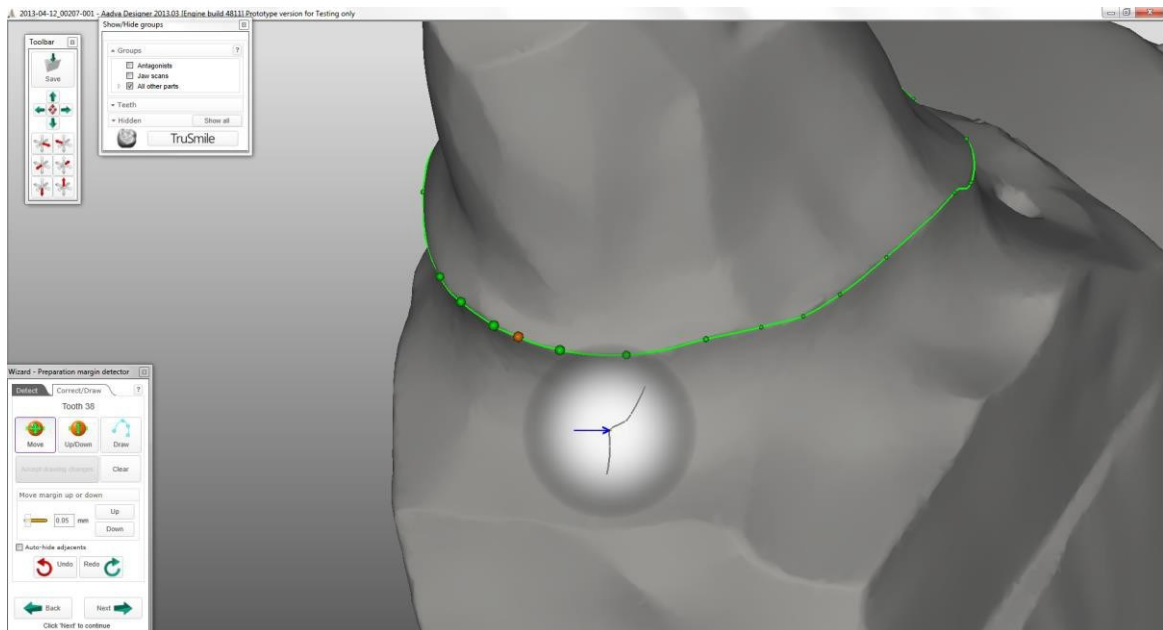 2013-04-12_00207-001 - Aadva Designer 2013.03 [Engine build 4811] Prototype version for Testing only
Toolbar
Save
Show/Hide groups
Groups
?
Antagonists
Jaw scans
All other parts
Teeth
Hidden
Show all
TruSmile
Wizard - Preparation margin detector
Detect
Correct/Draw
?
Tooth 38
Move
Up/Down
Draw
Clear
Move margin up or down
0.05 mm
Up
Down
Auto-hide adjacents
Undo
Redo
Back
Next
Click 'Next' to continue